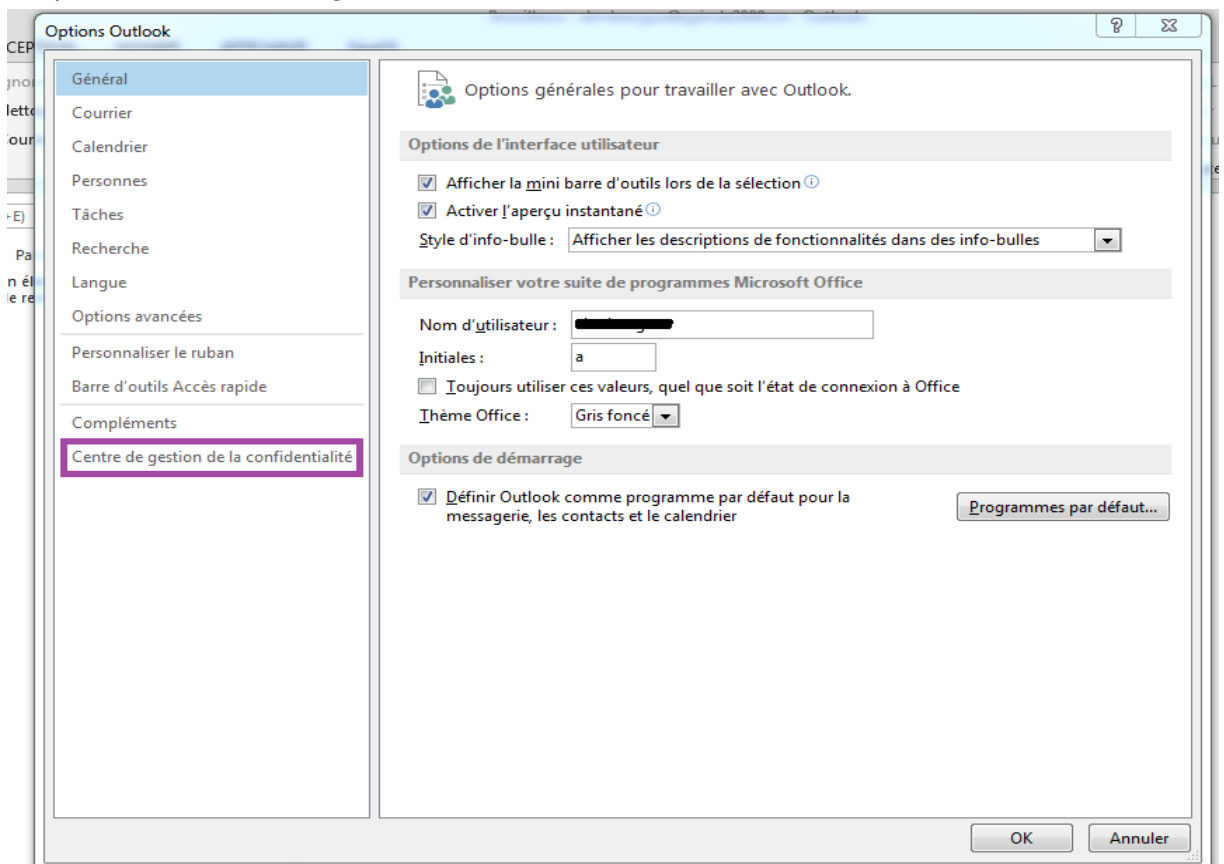 Options Outlook
Général
Courrier
Calendrier
Personnes
Tâches
Recherche
Langue
Options avancées
Personnaliser le ruban
Barre d'outils Accès rapide
Compléments
Centre de gestion de la confidentialité
Options générales pour travailler avec Outlook.
Options de l'interface utilisateur
Afficher la mini barre d'outils lors de la sélection
Activer l'aperçu instantané
Style d'info-bulle : Afficher les descriptions de fonctionnalités dans des info-bulles
Personnaliser votre suite de programmes Microsoft Office
Nom d'utilisateur :
Initiales : a
Toujours utiliser ces valeurs, quel que soit l'état de connexion à Office
Thème Office : Gris foncé
Options de démarrage
Définir Outlook comme programme par défaut pour la
messagerie, les contacts et le calendrier
Programmes par défaut...
OK Annuler